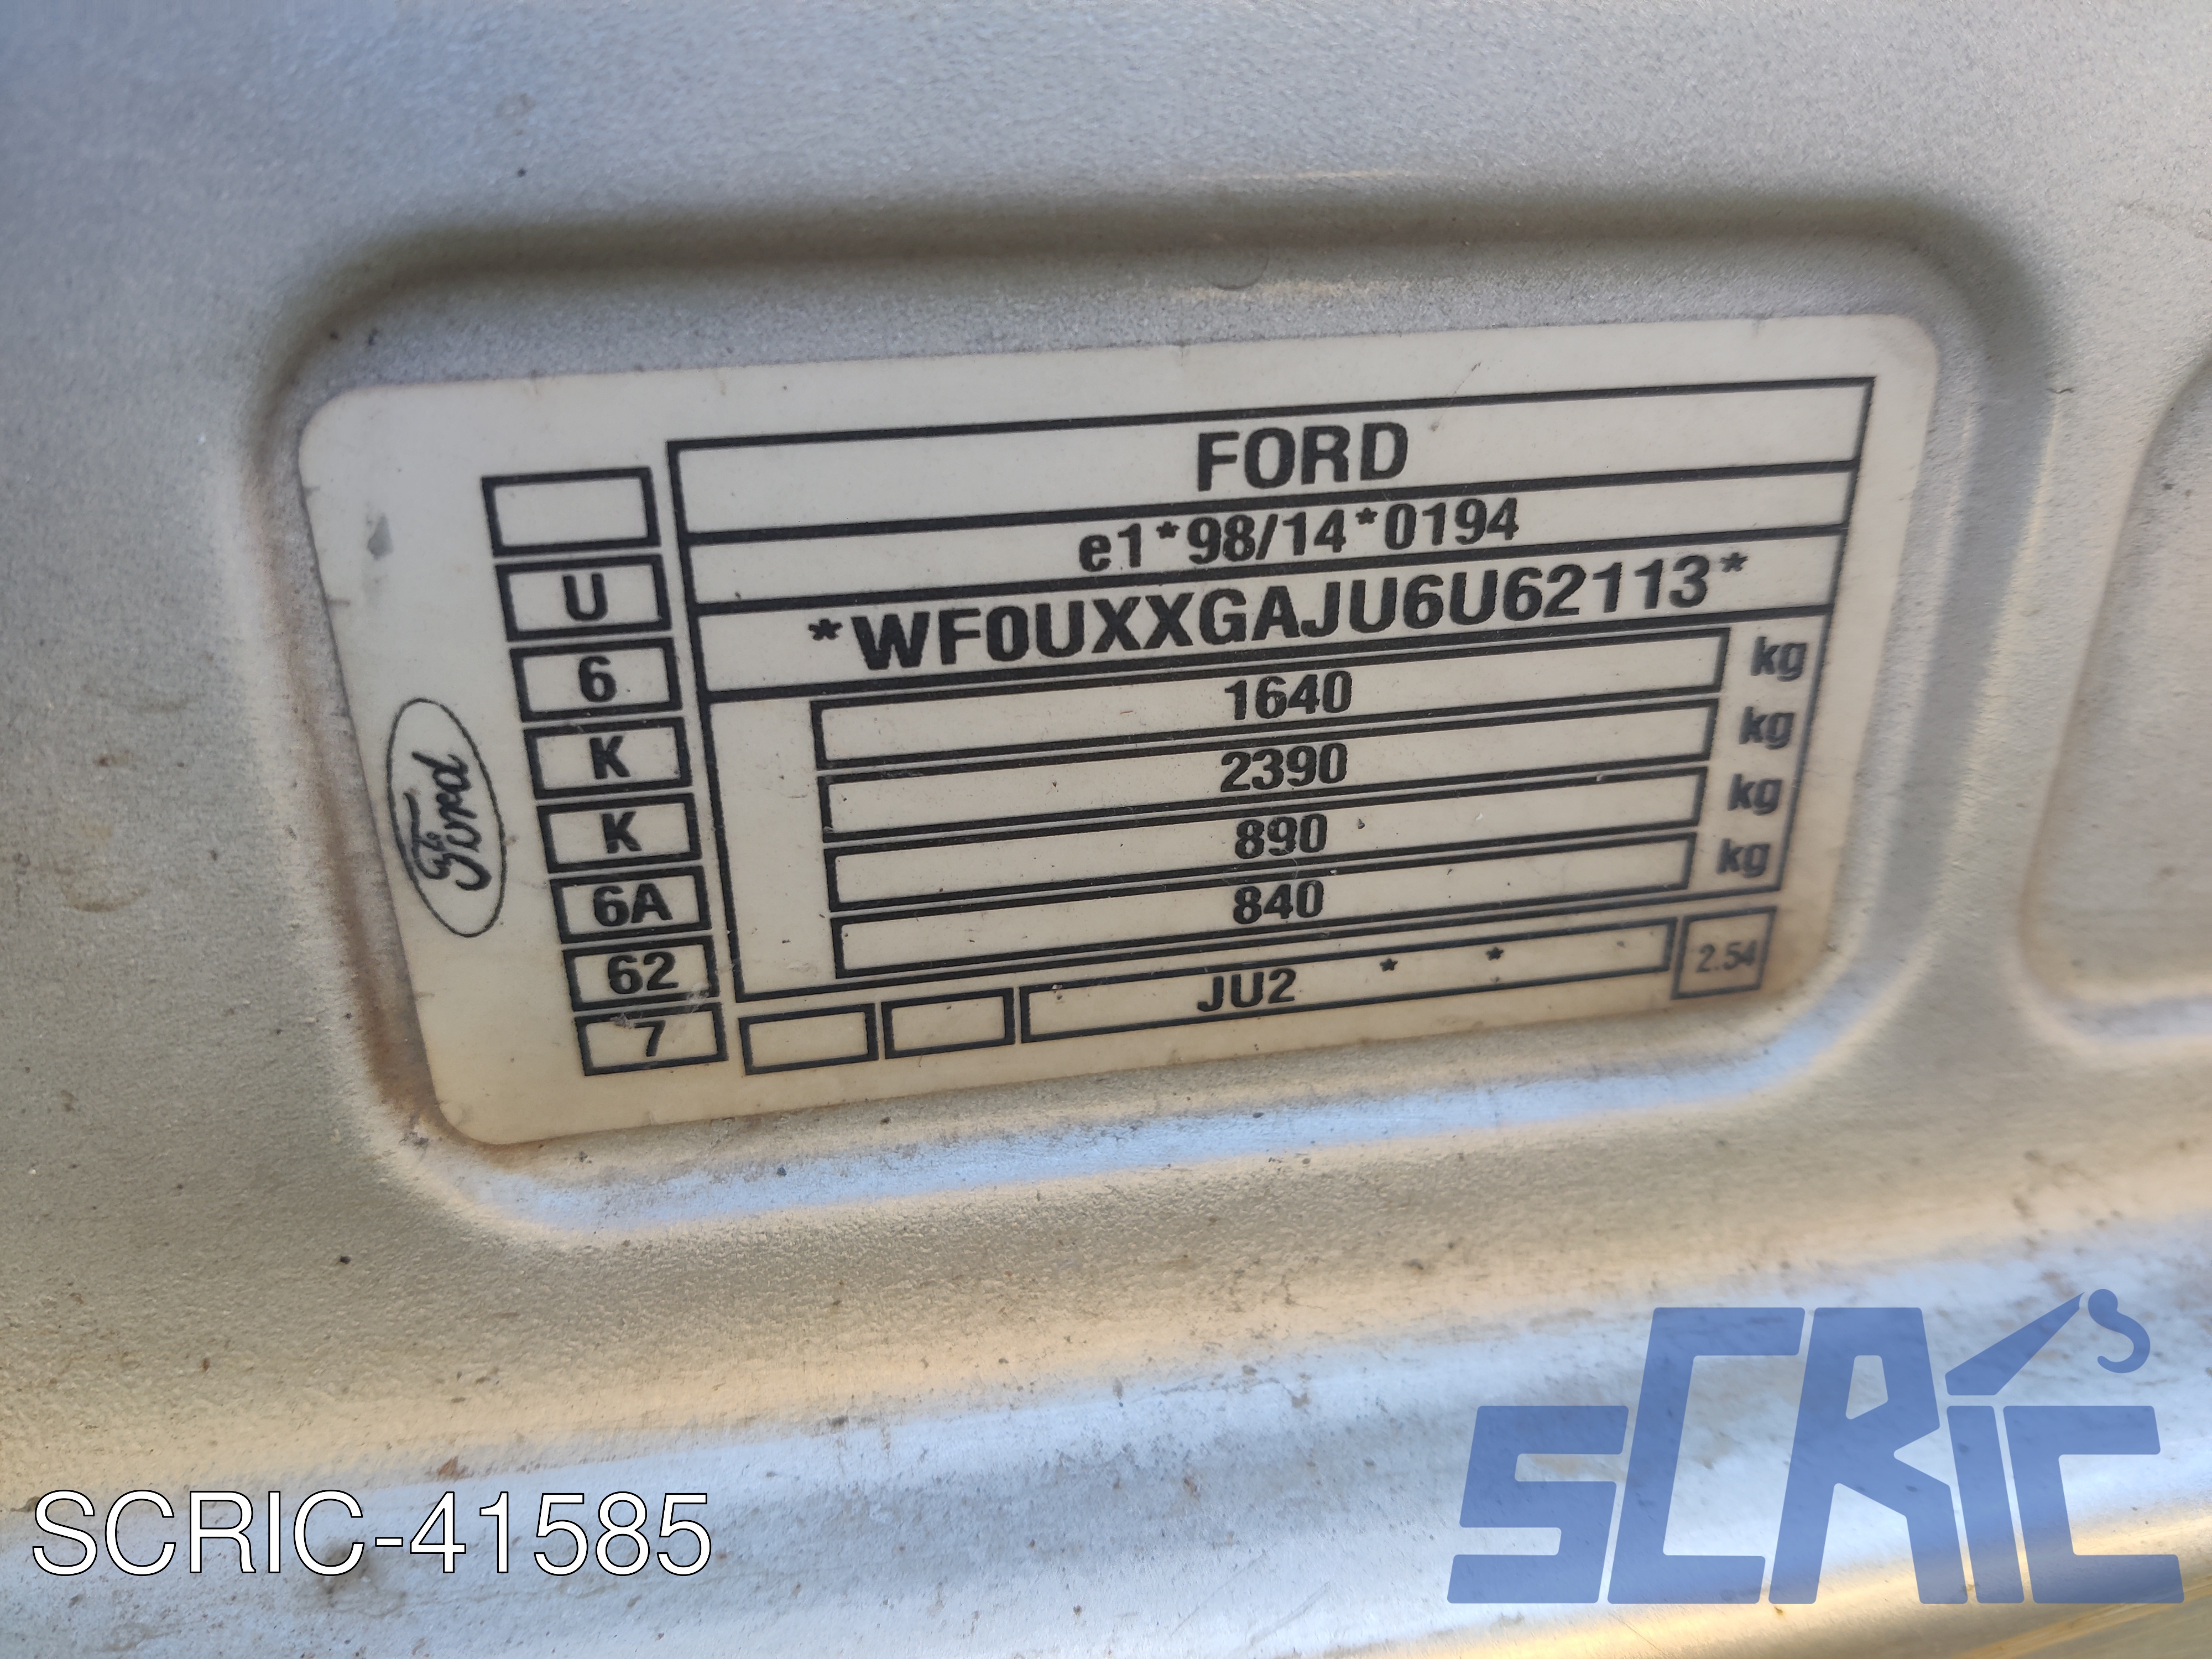 FORD
e1*98/14*0194
*WF0UXXGAJU6U62113*
1640 kg
2390 kg
890 kg
840 kg
U
6
K
K
6A
62
7
JU2 * *
2.54
Ford
SCRIC-41585
SCRIC